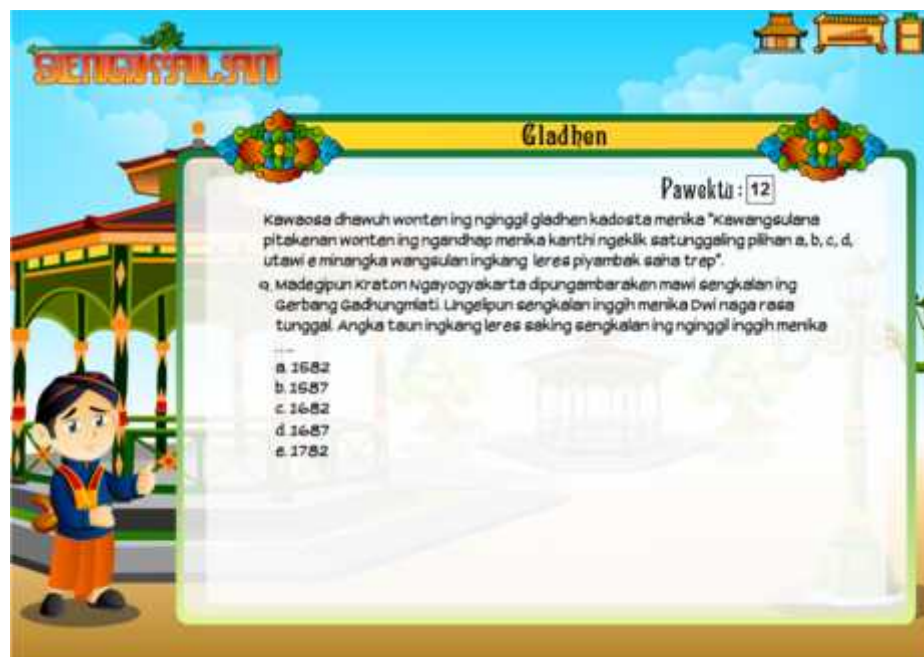 SENGKALAN
Gladhen
Pawektu : 12
Kawaosa dhawuh wonten ing nginggil gladhen kadosta menika "Kawangsulana
pitakenan wonten ing ngandhap menika kanthi ngeklik satunggaling pilihan a, b, c, d,
utawi e minangka wangsulan ingkang leres piyambak saha trep".
9. Madegipun Kraton Ngayogyakarta dipungambaraken mawi sengkalan ing
Gerbang Gadhungmlati. Ungelipun sengkalan inggih menika Dwi naga rasa
tunggal. Angka taun ingkang leres saking sengkalan ing nginggil inggih menika
.....
a. 1582
b. 1587
c. 1682
d. 1687
e. 1782